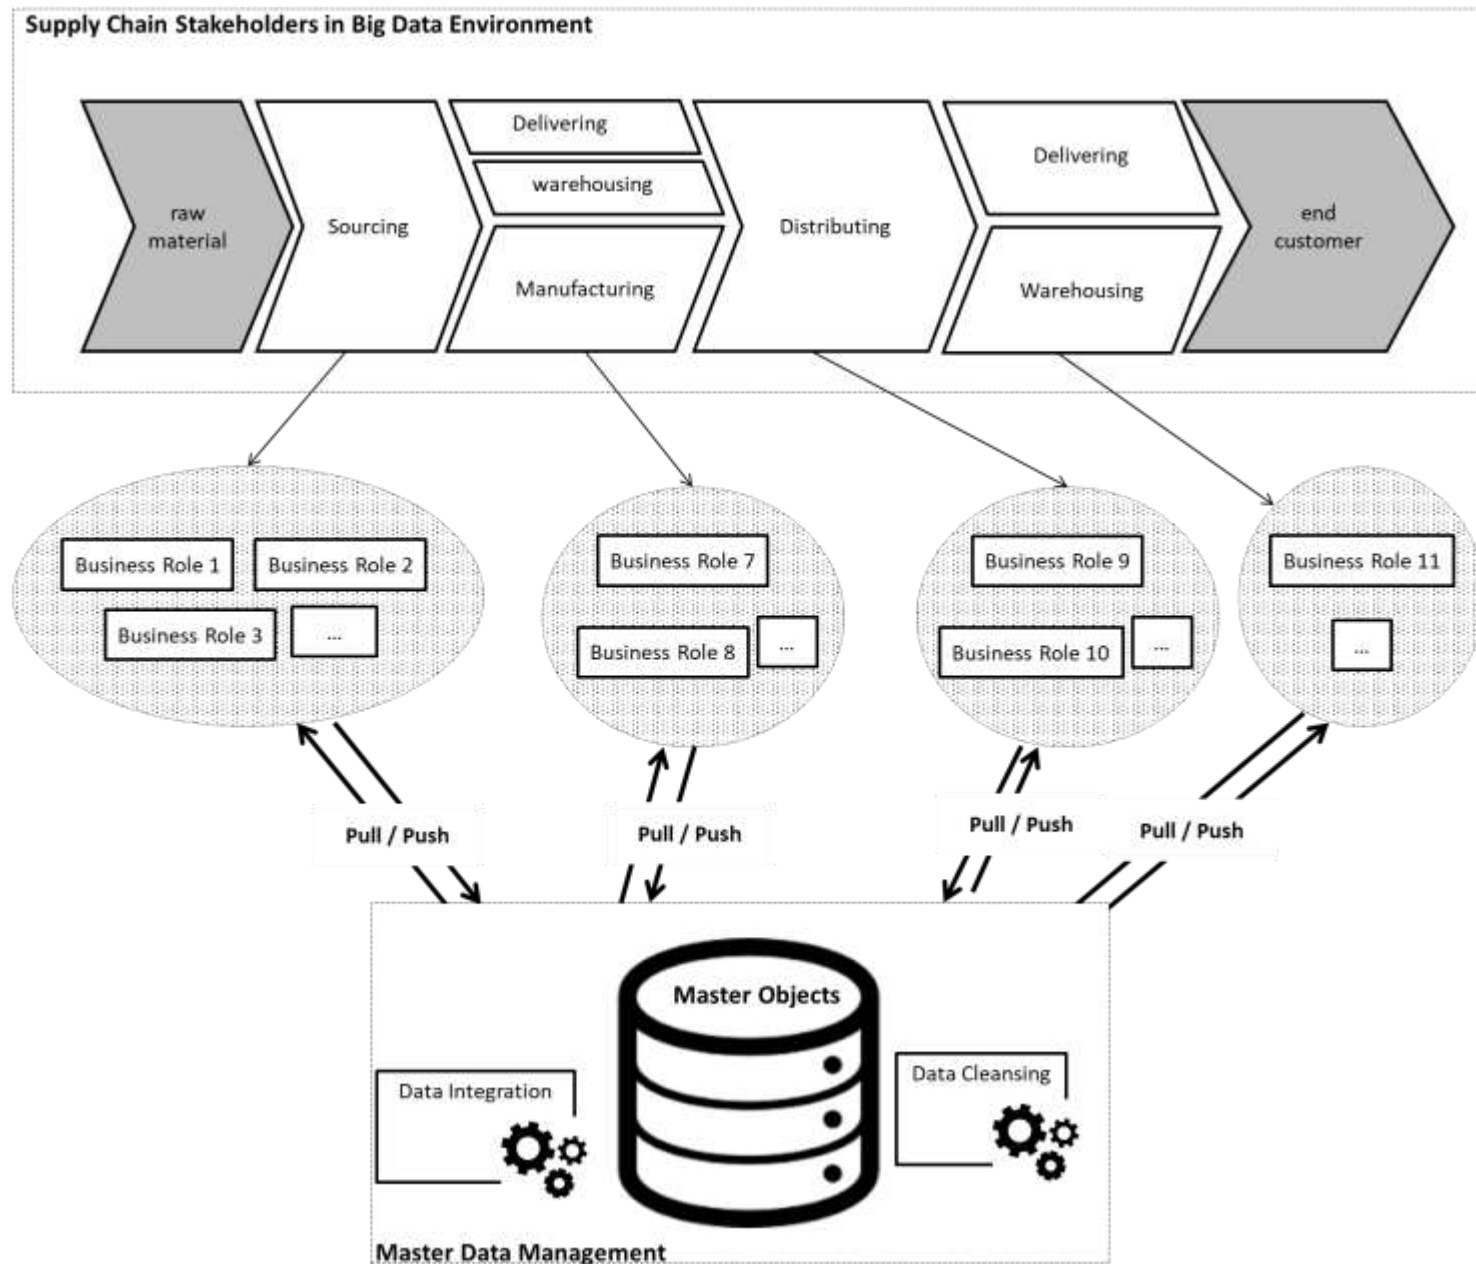 Supply Chain Stakeholders in Big Data Environment
raw
material
Sourcing
Delivering
warehousing
Manufacturing
Distributing
Delivering
Warehousing
end
customer
Business Role 1
Business Role 2
Business Role 3
...
Business Role 7
Business Role 8
...
Business Role 9
Business Role 10
...
Business Role 11
...
Pull / Push
Pull / Push
Pull / Push
Pull / Push
Master Objects
Data Integration
Data Cleansing
Master Data Management